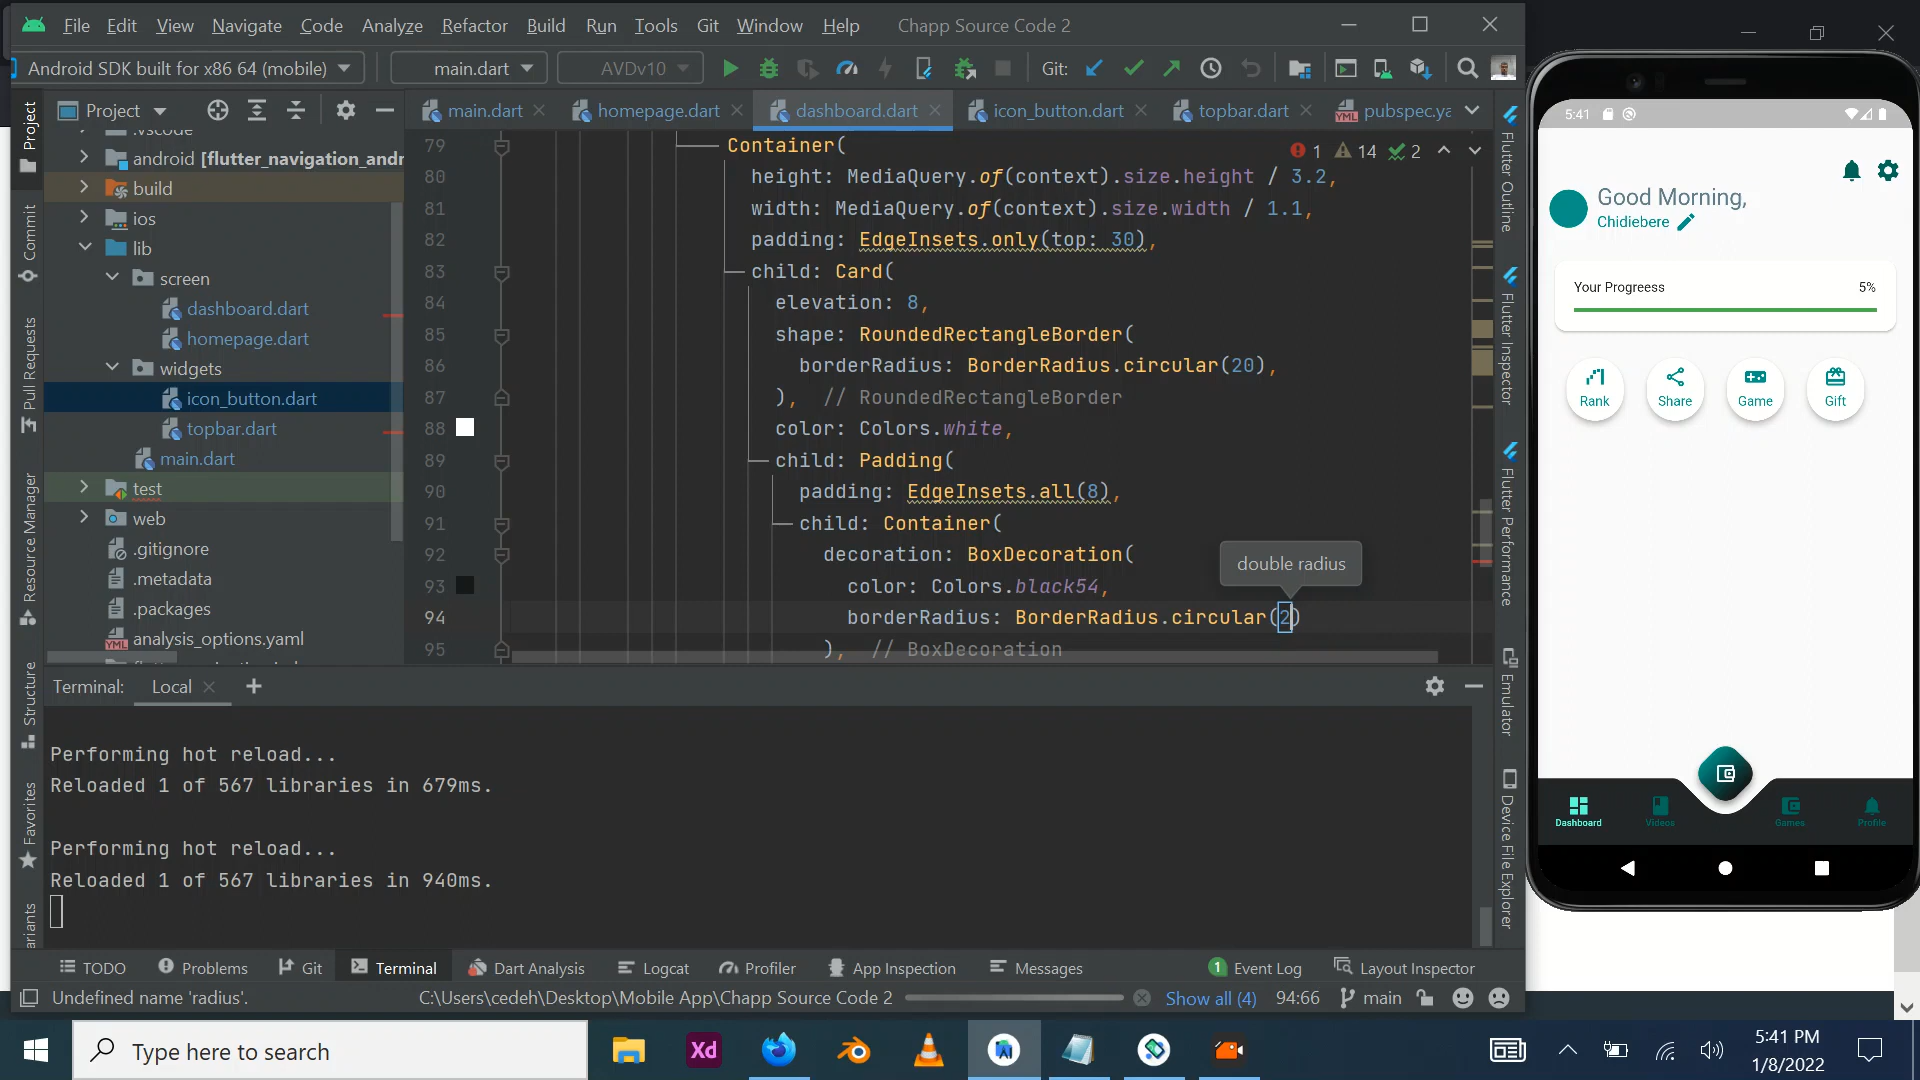 File Edit View Navigate Code Analyze Refactor Build Run Tools Git Window Help Chapp Source Code 2
Android SDK built for x86 64 (mobile) main.dart AVDv10 Git:
Project
main.dart homepage.dart dashboard.dart icon_button.dart topbar.dart pubspec.ya
.vscode
android [flutter_navigation_andr
build
ios
lib
screen
dashboard.dart
homepage.dart
widgets
icon_button.dart
topbar.dart
main.dart
test
web
.gitignore
.metadata
.packages
analysis_options.yaml
1 14 2
79 Container(
80 height: MediaQuery.of(context).size.height / 3.2,
81 width: MediaQuery.of(context).size.width / 1.1,
82 padding: EdgeInsets.only(top: 30),
83 child: Card(
84 elevation: 8,
85 shape: RoundedRectangleBorder(
86 borderRadius: BorderRadius.circular(20),
87 ), // RoundedRectangleBorder
88 color: Colors.white,
89 child: Padding(
90 padding: EdgeInsets.all(8),
91 child: Container(
92 decoration: BoxDecoration(
93 color: Colors.black54,
double radius
94 borderRadius: BorderRadius.circular(2)
95 ), // BoxDecoration
Project
Commit
Pull Requests
Resource Manager
Structure
Favorites
ariants
Flutter Outline
Flutter Inspector
Flutter Performance
Emulator
Device File Explorer
Terminal: Local
Performing hot reload...
Reloaded 1 of 567 libraries in 679ms.
Performing hot reload...
Reloaded 1 of 567 libraries in 940ms.
TODO Problems Git Terminal Dart Analysis Logcat Profiler App Inspection Messages 1 Event Log Layout Inspector
Undefined name 'radius'. C:\Users\cedeh\Desktop\Mobile App\Chapp Source Code 2 Show all (4) 94:66 main
5:41
Good Morning,
Chidiebere
Your Progreess 5%
Rank Share Game Gift
Dashboard Videos Games Profile
Type here to search
Xd
5:41 PM
1/8/2022